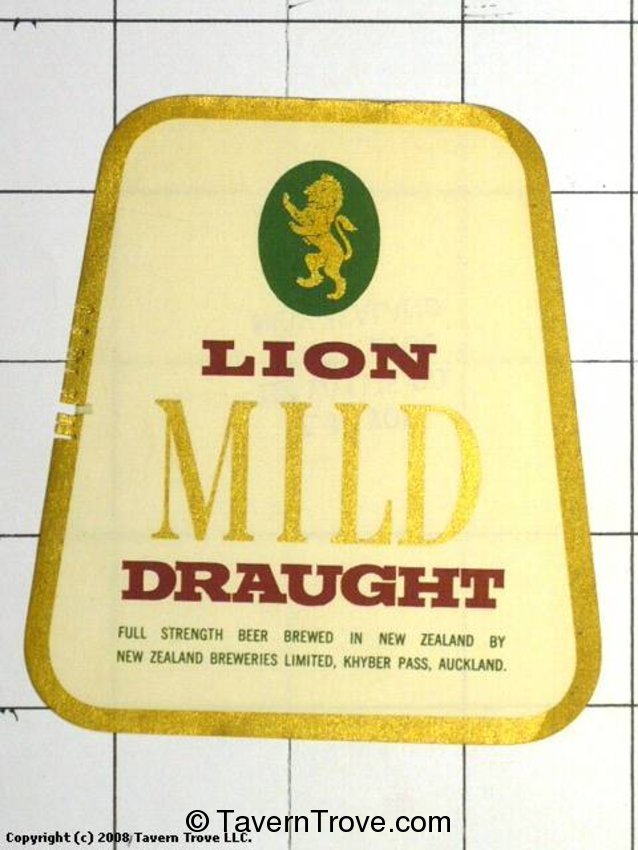 LION
MILD
DRAUGHT
FULL STRENGTH BEER BREWED IN NEW ZEALAND BY
NEW ZEALAND BREWERIES LIMITED, KHYBER PASS, AUCKLAND.
© TavernTrove.com
Copyright (c) 2008 Tavern Trove LLC.